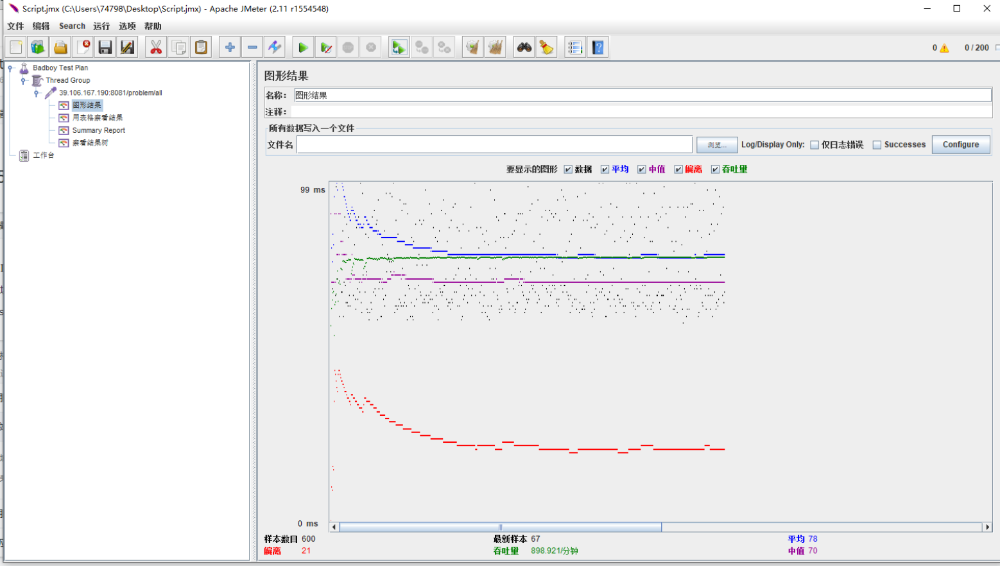 Script.jmx (C:\Users\74798\Desktop\Script.jmx) - Apache JMeter (2.11 r1554548)
文件 编辑 Search 运行 选项 帮助
0 0 / 200
Badboy Test Plan
Thread Group
39.106.167.190:8081/problem/all
图形结果
用表格察看结果
Summary Report
察看结果树
工作台
图形结果
名称： 图形结果
注释：
所有数据写入一个文件
文件名 浏览... Log/Display Only: 仅日志错误 Successes Configure
要显示的图形 数据 平均 中值 偏离 吞吐量
99 ms
0 ms
样本数目 600 最新样本 67 平均 78
偏离 21 吞吐量 898.921/分钟 中值 70